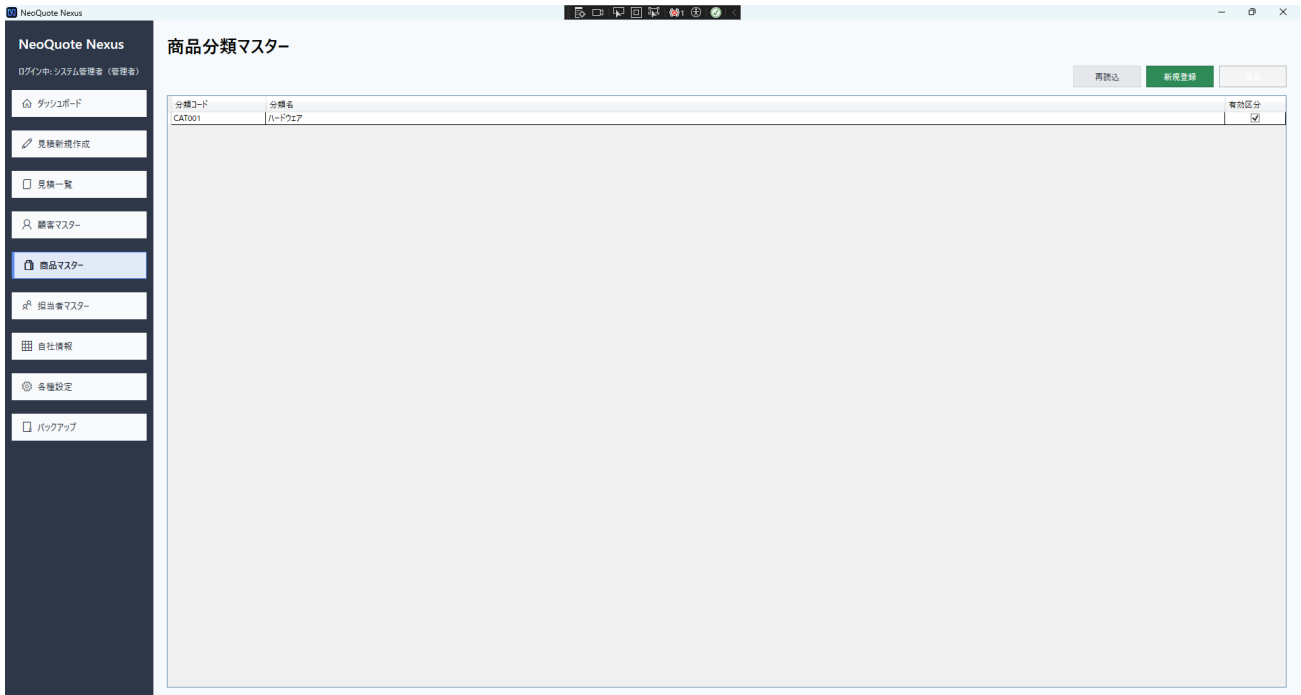 NeoQuote Nexus
NeoQuote Nexus
ログイン中: システム管理者（管理者）
ダッシュボード
見積新規作成
見積一覧
顧客マスター
商品マスター
担当者マスター
自社情報
各種設定
バックアップ
商品分類マスター
再読込
新規登録
分類コード 分類名 有効区分
CAT001 ハードウェア